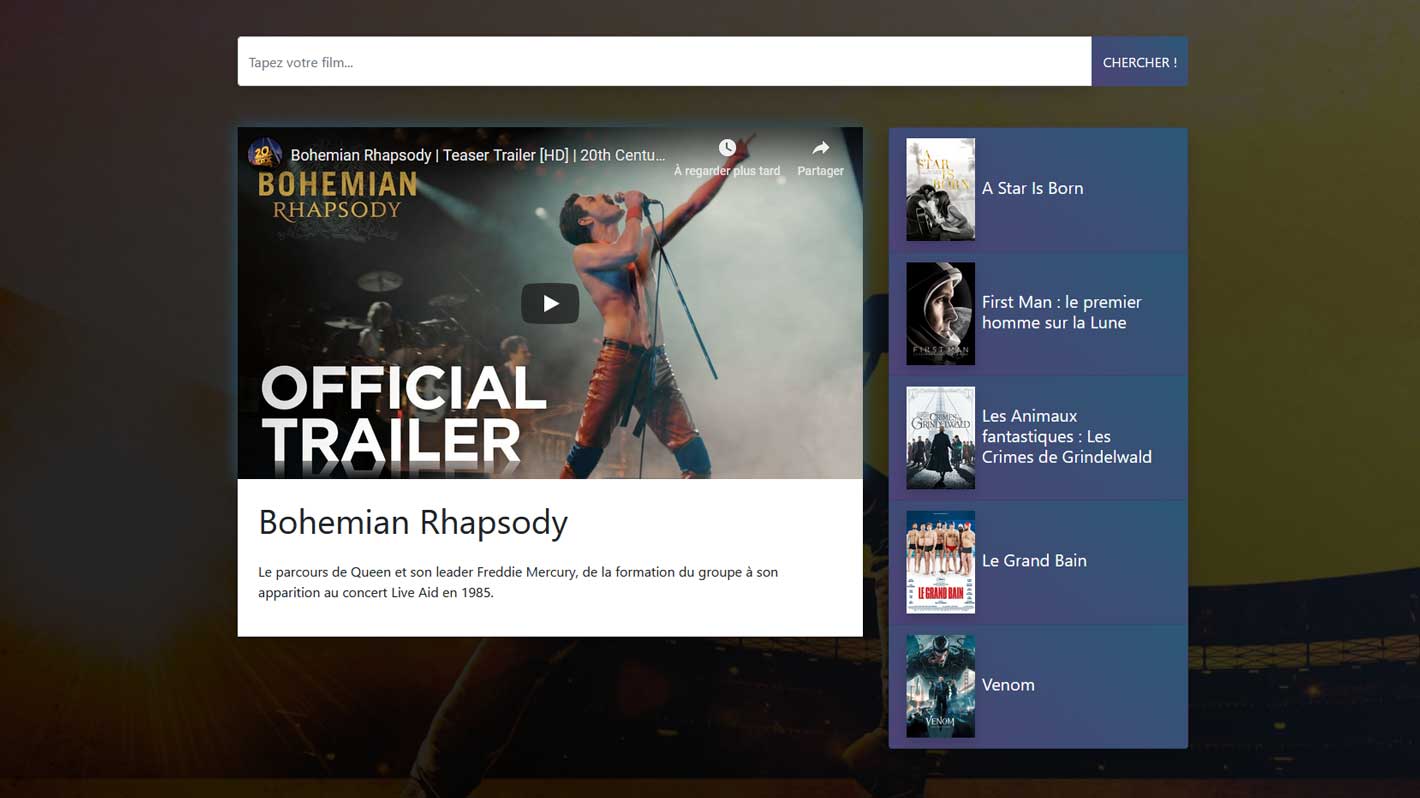 Tapez votre film...
CHERCHER !
Bohemian Rhapsody | Teaser Trailer [HD] | 20th Centu...
À regarder plus tard
Partager
BOHEMIAN
RHAPSODY
OFFICIAL
TRAILER
Bohemian Rhapsody
Le parcours de Queen et son leader Freddie Mercury, de la formation du groupe à son
apparition au concert Live Aid en 1985.
A STAR IS BORN
A Star Is Born
FIRST MAN
First Man : le premier
homme sur la Lune
CRIMES
GRINDELWALD
Les Animaux
fantastiques : Les
Crimes de Grindelwald
LE GRAND BAIN
Le Grand Bain
VENOM
Venom